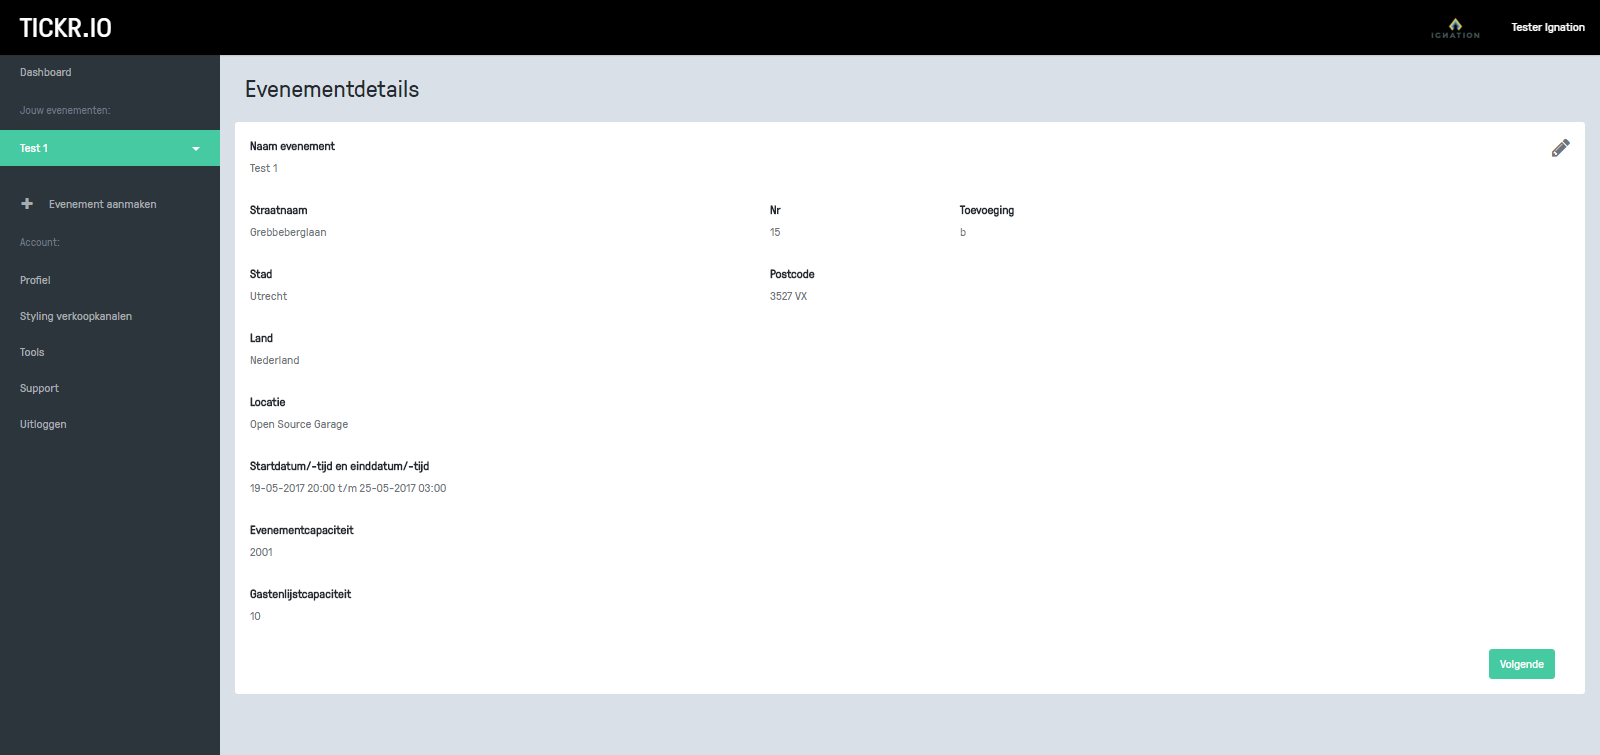 TICKR.IO
IGNATION
Tester Ignation
Dashboard
Jouw evenementen:
Test 1
Evenement aanmaken
Account:
Profiel
Styling verkoopkanalen
Tools
Support
Uitloggen
Evenementdetails
Naam evenement
Test 1
Straatnaam Nr Toevoeging
Grebbeberglaan 15 b
Stad Postcode
Utrecht 3527 VX
Land
Nederland
Locatie
Open Source Garage
Startdatum/-tijd en einddatum/-tijd
19-05-2017 20:00 t/m 25-05-2017 03:00
Evenementcapaciteit
2001
Gastenlijstcapaciteit
10
Volgende